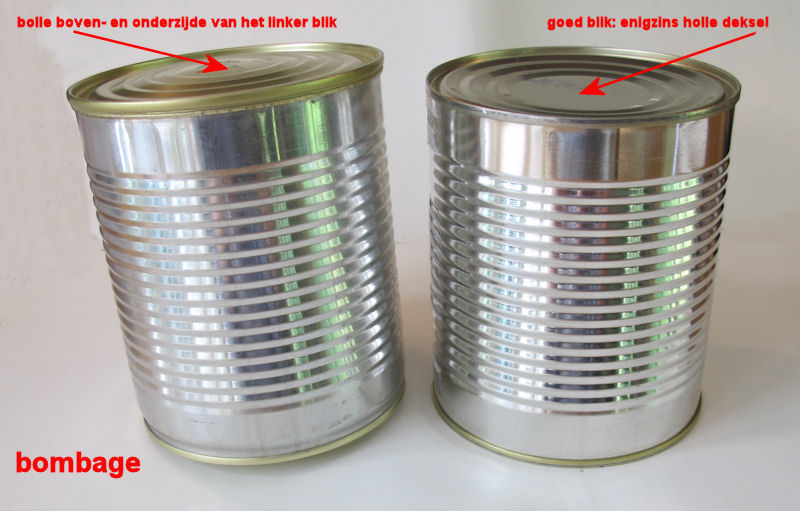 bolle boven- en onderzijde van het linker blik
goed blik: enigzins holle deksel
bombage